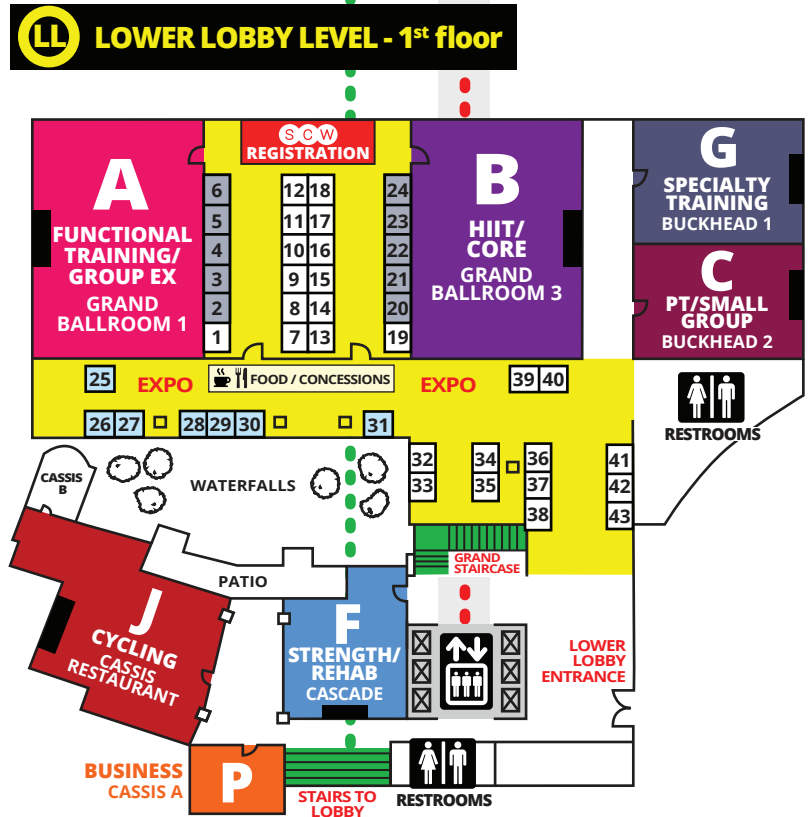 LL LOWER LOBBY LEVEL - 1st floor
SCW
REGISTRATION
A
FUNCTIONAL
TRAINING/
GROUP EX
GRAND
BALLROOM 1
6 12 18 24
5 11 17 23
4 10 16 22
3 9 15 21
2 8 14 20
1 7 13 19
B
HIIT/
CORE
GRAND
BALLROOM 3
G
SPECIALTY
TRAINING
BUCKHEAD 1
C
PT/SMALL
GROUP
BUCKHEAD 2
25 EXPO FOOD / CONCESSIONS EXPO 39 40
RESTROOMS
26 27 28 29 30 31
32 34 36 41
33 35 37 42
38 43
CASSIS
B
WATERFALLS
GRAND
STAIRCASE
PATIO
J
CYCLING
CASSIS
RESTAURANT
F
STRENGTH/
REHAB
CASCADE
LOWER
LOBBY
ENTRANCE
BUSINESS
CASSIS A
P
STAIRS TO
LOBBY
RESTROOMS